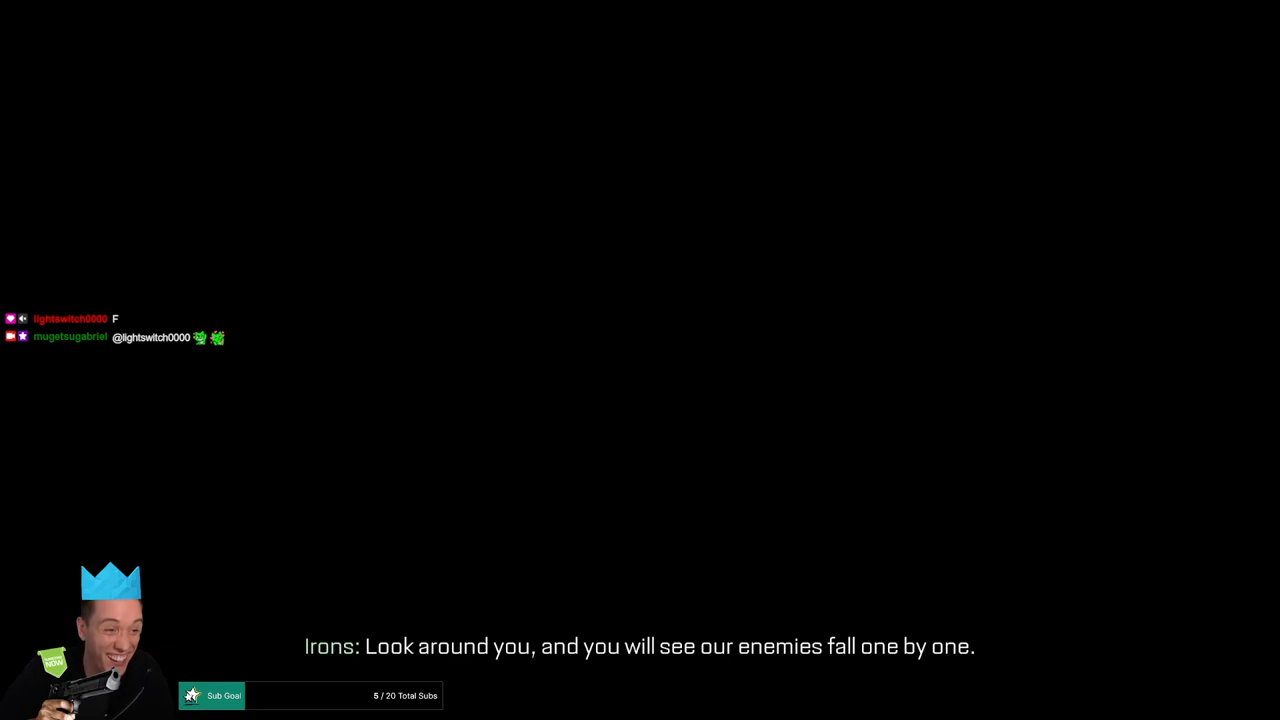 lightswitch0000 F
mugetsugabriel @lightswitch0000
Irons: Look around you, and you will see our enemies fall one by one.
NOW
Sub Goal 5 / 20 Total Subs